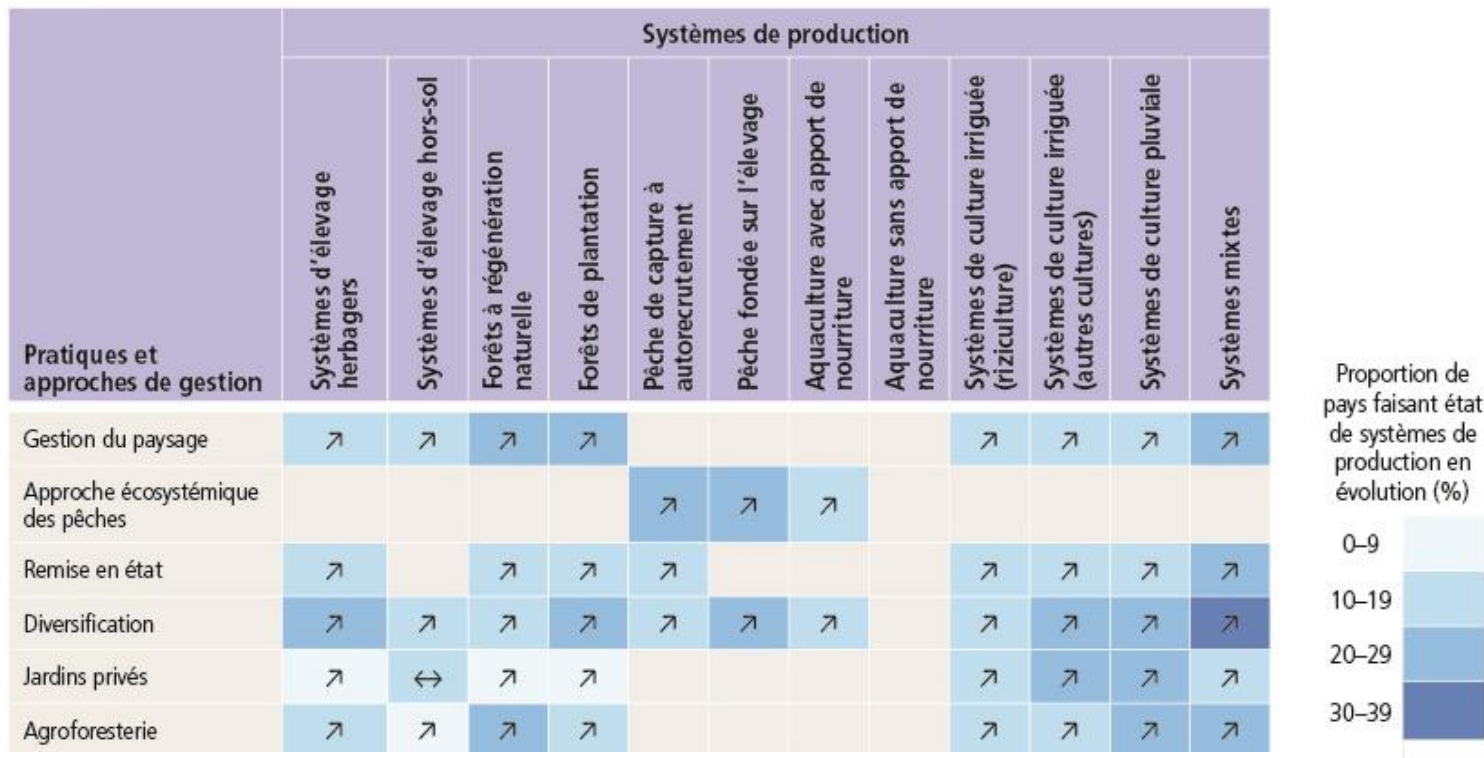 Systèmes de production
Pratiques et
approches de gestion
Systèmes d'élevage
herbagers
Systèmes d'élevage hors-sol
Forêts à régénération
naturelle
Forêts de plantation
Pêche de capture à
autorecrutement
Pêche fondée sur l'élevage
Aquaculture avec apport de
nourriture
Aquaculture sans apport de
nourriture
Systèmes de culture irriguée
(riziculture)
Systèmes de culture irriguée
(autres cultures)
Systèmes de culture pluviale
Systèmes mixtes
Gestion du paysage ↗ ↗ ↗ ↗ ↗ ↗ ↗ ↗
Approche écosystémique
des pêches ↗ ↗ ↗
Remise en état ↗ ↗ ↗ ↗ ↗ ↗ ↗ ↗
Diversification ↗ ↗ ↗ ↗ ↗ ↗ ↗ ↗ ↗ ↗ ↗
Jardins privés ↗ ↔ ↗ ↗ ↗ ↗ ↗ ↗
Agroforesterie ↗ ↗ ↗ ↗ ↗ ↗ ↗ ↗
Proportion de
pays faisant état
de systèmes de
production en
évolution (%)
0–9
10–19
20–29
30–39